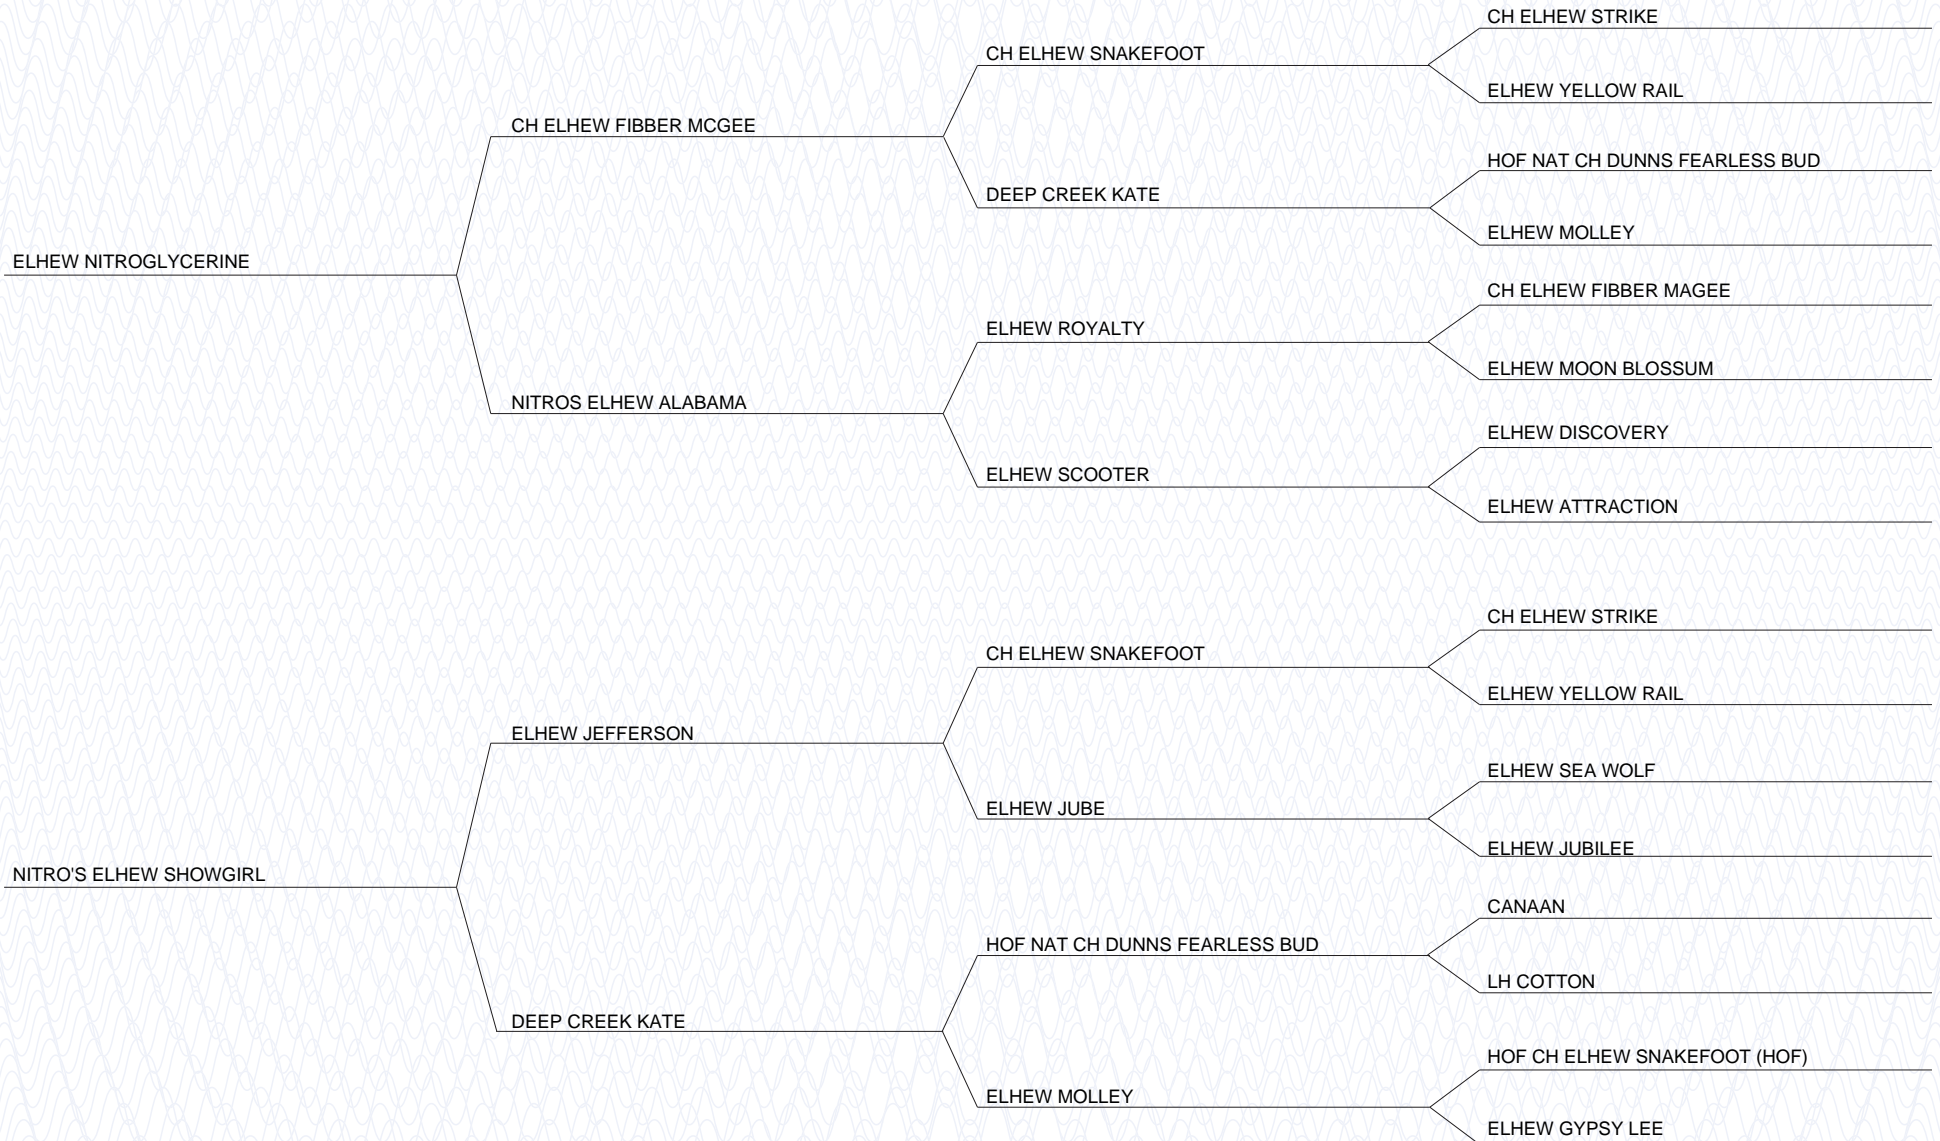 CH ELHEW STRIKE
CH ELHEW SNAKEFOOT
ELHEW YELLOW RAIL
CH ELHEW FIBBER MCGEE
HOF NAT CH DUNNS FEARLESS BUD
DEEP CREEK KATE
ELHEW MOLLEY
ELHEW NITROGLYCERINE
CH ELHEW FIBBER MAGEE
ELHEW ROYALTY
ELHEW MOON BLOSSUM
NITROS ELHEW ALABAMA
ELHEW DISCOVERY
ELHEW SCOOTER
ELHEW ATTRACTION
CH ELHEW STRIKE
CH ELHEW SNAKEFOOT
ELHEW YELLOW RAIL
ELHEW JEFFERSON
ELHEW SEA WOLF
ELHEW JUBE
ELHEW JUBILEE
NITRO'S ELHEW SHOWGIRL
CANAAN
HOF NAT CH DUNNS FEARLESS BUD
LH COTTON
DEEP CREEK KATE
HOF CH ELHEW SNAKEFOOT (HOF)
ELHEW MOLLEY
ELHEW GYPSY LEE